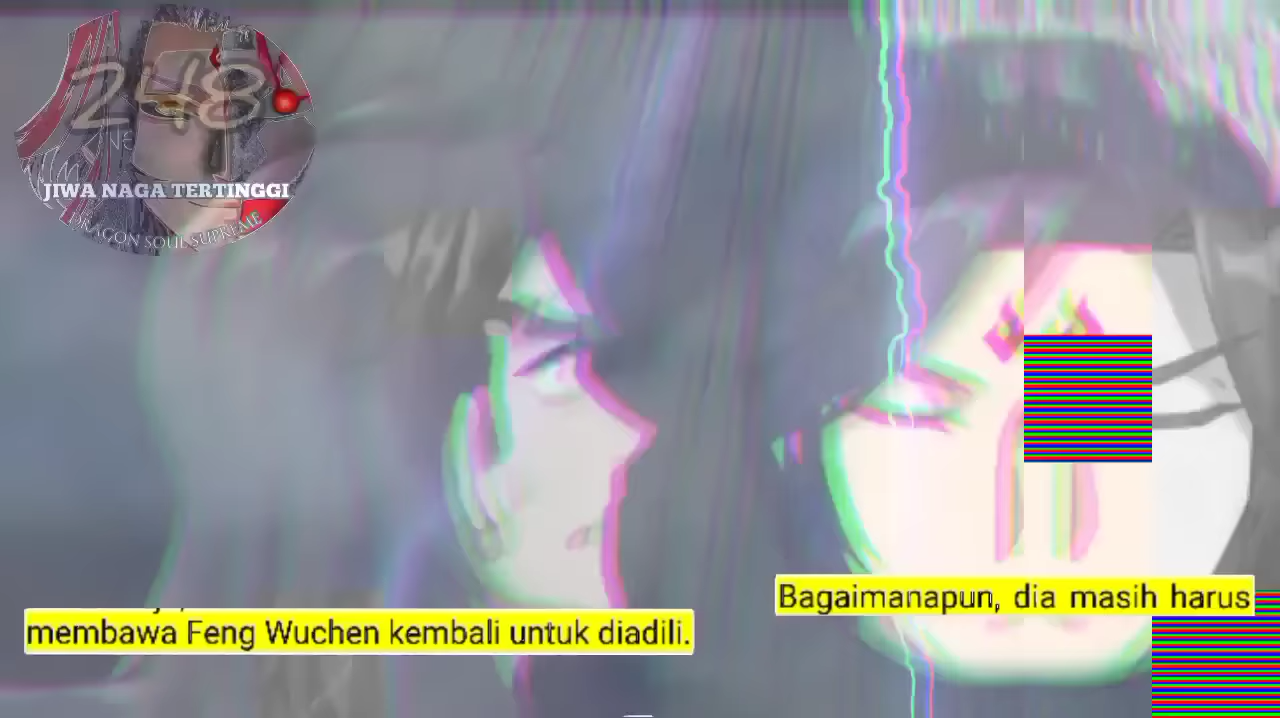 248
JIWA NAGA TERTINGGI
DRAGON SOUL SUPREME
Bagaimanapun, dia masih harus
membawa Feng Wuchen kembali untuk diadili.